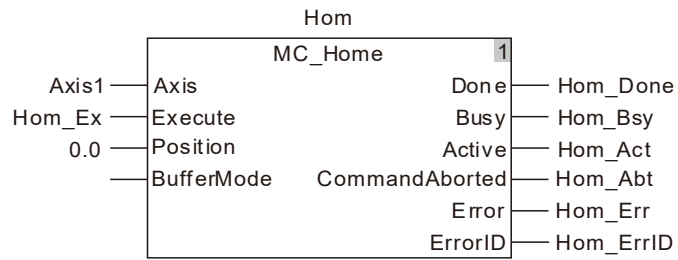 Hom
MC_Home 1
Axis1 Axis Done Hom_Done
Hom_Ex Execute Busy Hom_Bsy
0.0 Position Active Hom_Act
BufferMode CommandAborted Hom_Abt
Error Hom_Err
ErrorID Hom_ErrID